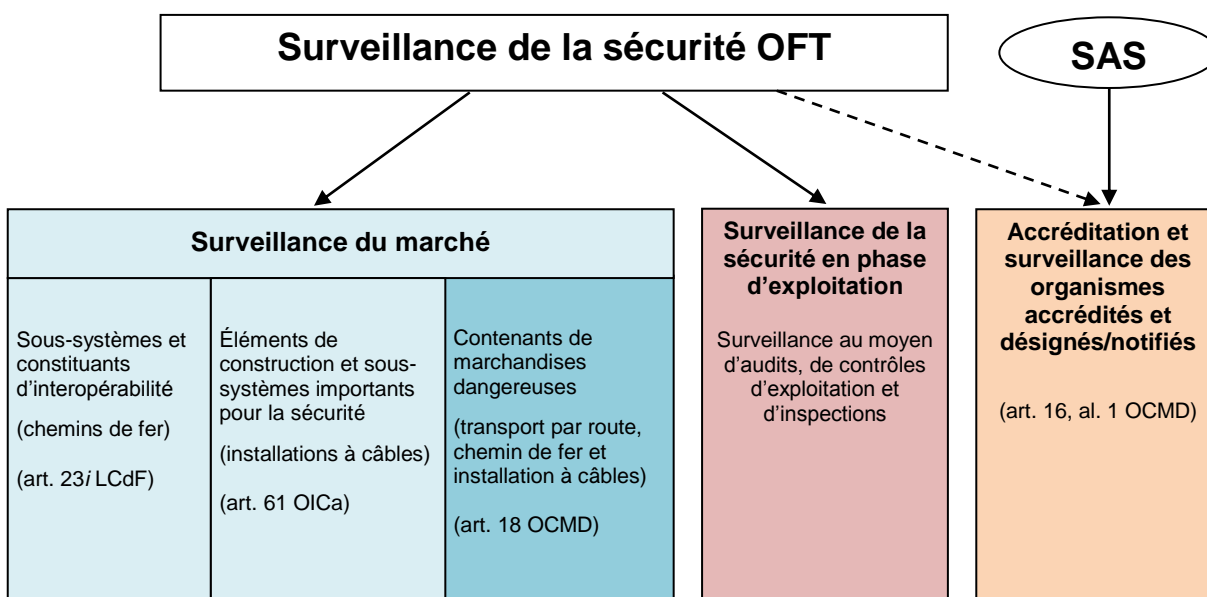 Surveillance de la sécurité OFT
SAS
Surveillance du marché
Sous-systèmes et
constituants
d'interopérabilité
(chemins de fer)
(art. 23i LCdF)
Éléments de
construction et sous-
systèmes importants
pour la sécurité
(installations à câbles)
(art. 61 OICa)
Contenants de
marchandises
dangereuses
(transport par route,
chemin de fer et
installation à câbles)
(art. 18 OCMD)
Surveillance de la
sécurité en phase
d'exploitation
Surveillance au moyen
d'audits, de contrôles
d'exploitation et
d'inspections
Accréditation et
surveillance des
organismes
accrédités et
désignés/notifiés
(art. 16, al. 1 OCMD)